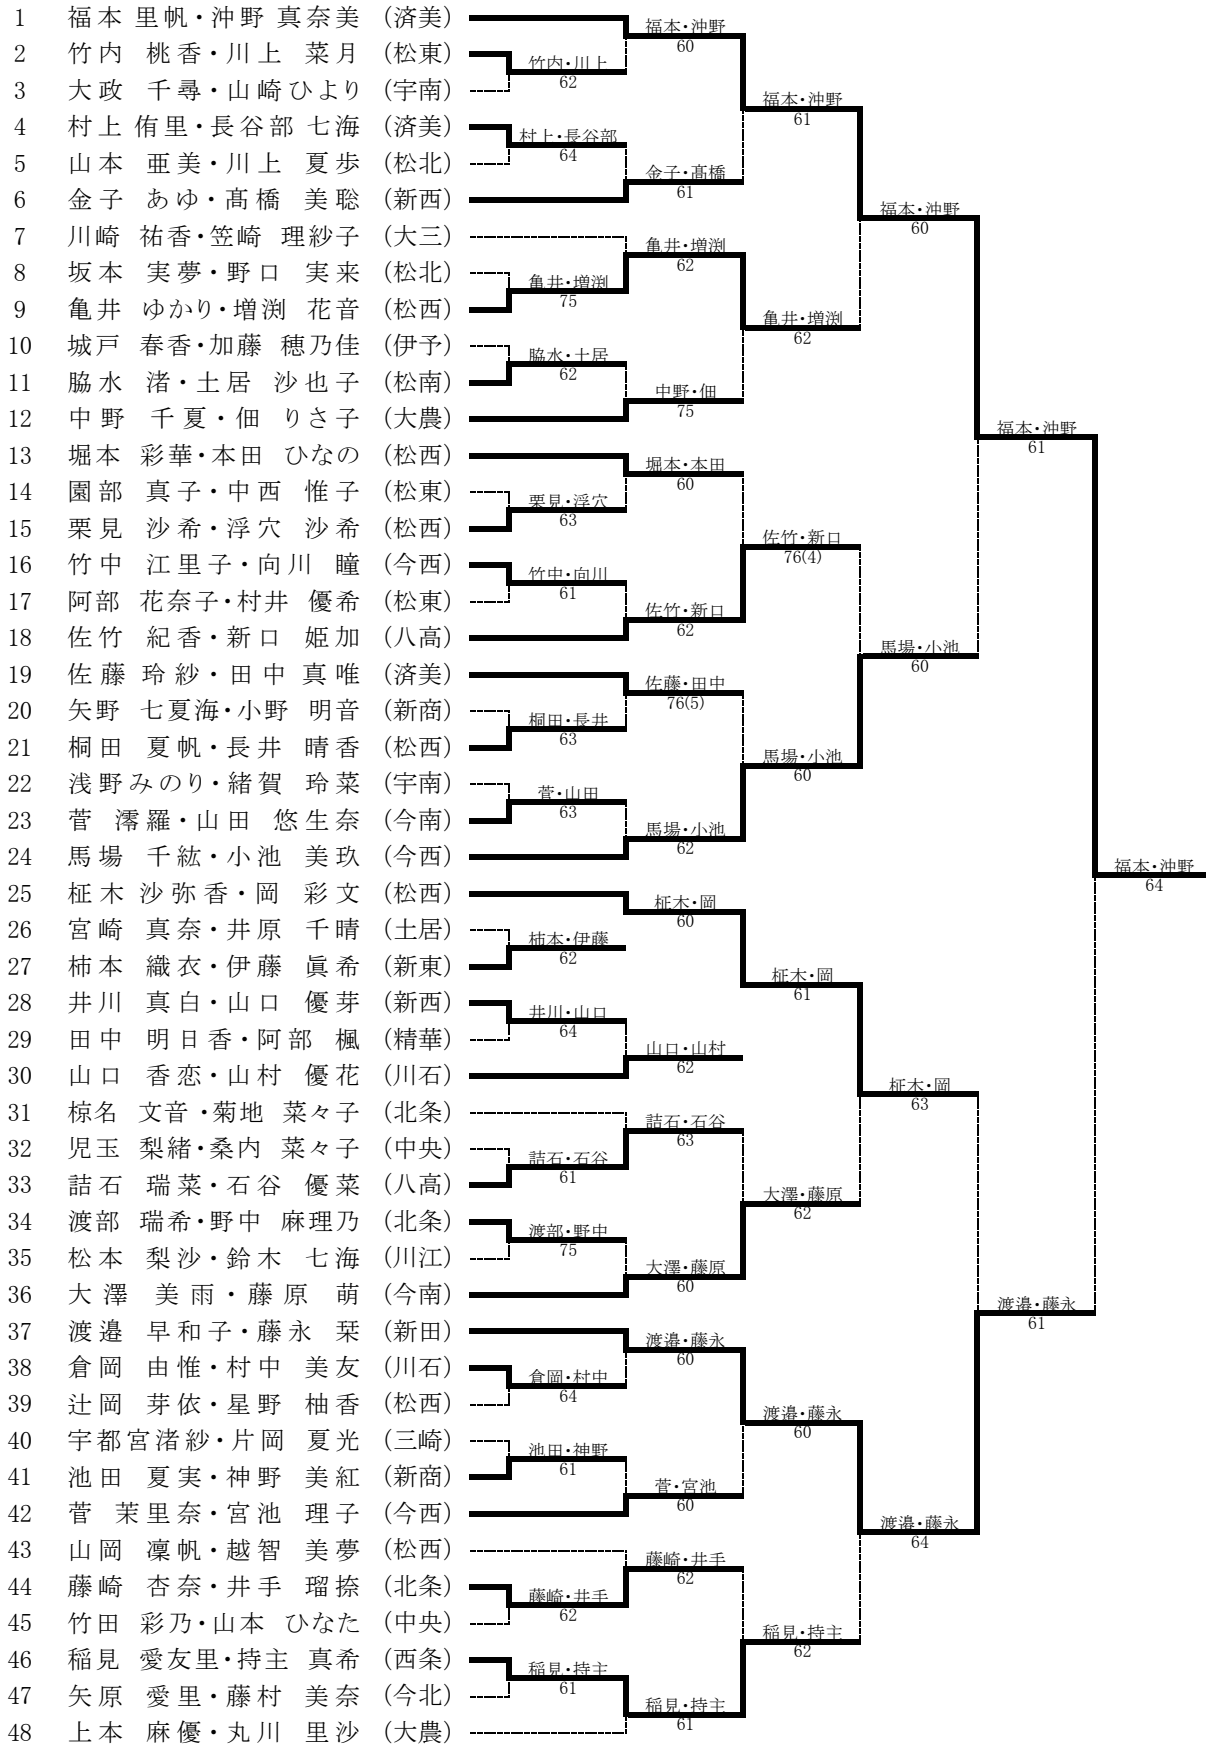 1 福本 里帆・沖野 真奈美 (済美)
2 竹内 桃香・川上 菜月 (松東)
3 大政 千尋・山崎ひより (宇南)
4 村上 侑里・長谷部 七海 (済美)
5 山本 亜美・川上 夏歩 (松北)
6 金子 あゆ・髙橋 美聡 (新西)
7 川崎 祐香・笠崎 理紗子 (大三)
8 坂本 実夢・野口 実来 (松北)
9 亀井 ゆかり・増渕 花音 (松西)
10 城戸 春香・加藤 穂乃佳 (伊予)
11 脇水 渚・土居 沙也子 (松南)
12 中野 千夏・佃 りさ子 (大農)
13 堀本 彩華・本田 ひなの (松西)
14 園部 真子・中西 惟子 (松東)
15 栗見 沙希・浮穴 沙希 (松西)
16 竹中 江里子・向川 瞳 (今西)
17 阿部 花奈子・村井 優希 (松東)
18 佐竹 紀香・新口 姫加 (八高)
19 佐藤 玲紗・田中 真唯 (済美)
20 矢野 七夏海・小野 明音 (新商)
21 桐田 夏帆・長井 晴香 (松西)
22 浅野みのり・緒賀 玲菜 (宇南)
23 菅 澪羅・山田 悠生奈 (今南)
24 馬場 千紘・小池 美玖 (今西)
25 柾木 沙弥香・岡 彩文 (松西)
26 宮崎 真奈・井原 千晴 (土居)
27 柿本 織衣・伊藤 眞希 (新東)
28 井川 真白・山口 優芽 (新西)
29 田中 明日香・阿部 楓 (精華)
30 山口 香恋・山村 優花 (川石)
31 椋名 文音・菊地 菜々子 (北条)
32 児玉 梨緒・桑内 菜々子 (中央)
33 詰石 瑞菜・石谷 優菜 (八高)
34 渡部 瑞希・野中 麻理乃 (北条)
35 松本 梨沙・鈴木 七海 (川江)
36 大澤 美雨・藤原 萌 (今南)
37 渡邉 早和子・藤永 栞 (新田)
38 倉岡 由惟・村中 美友 (川石)
39 辻岡 芽依・星野 柚香 (松西)
40 宇都宮渚紗・片岡 夏光 (三崎)
41 池田 夏実・神野 美紅 (新商)
42 菅 茉里奈・宮池 理子 (今西)
43 山岡 凜帆・越智 美夢 (松西)
44 藤崎 杏奈・井手 瑠捺 (北条)
45 竹田 彩乃・山本 ひなた (中央)
46 稲見 愛友里・持主 真希 (西条)
47 矢原 愛里・藤村 美奈 (今北)
48 上本 麻優・丸川 里沙 (大農)
竹内・川上
62
村上・長谷部
64
亀井・増渕
75
脇水・土居
62
栗見・浮穴
63
竹中・向川
61
桐田・長井
63
菅・山田
63
柿本・伊藤
62
井川・山口
64
詰石・石谷
61
渡部・野中
75
倉岡・村中
64
池田・神野
61
藤崎・井手
62
稲見・持主
61
福本・沖野
60
金子・髙橋
61
亀井・増渕
62
中野・佃
75
堀本・本田
60
佐竹・新口
62
佐藤・田中
76(5)
馬場・小池
62
柾木・岡
60
山口・山村
62
詰石・石谷
63
大澤・藤原
60
渡邉・藤永
60
菅・宮池
60
藤崎・井手
62
稲見・持主
61
福本・沖野
61
亀井・増渕
62
佐竹・新口
76(4)
馬場・小池
60
柾木・岡
61
大澤・藤原
62
渡邉・藤永
60
稲見・持主
62
福本・沖野
60
馬場・小池
60
柾木・岡
63
渡邉・藤永
64
福本・沖野
61
渡邉・藤永
61
福本・沖野
64